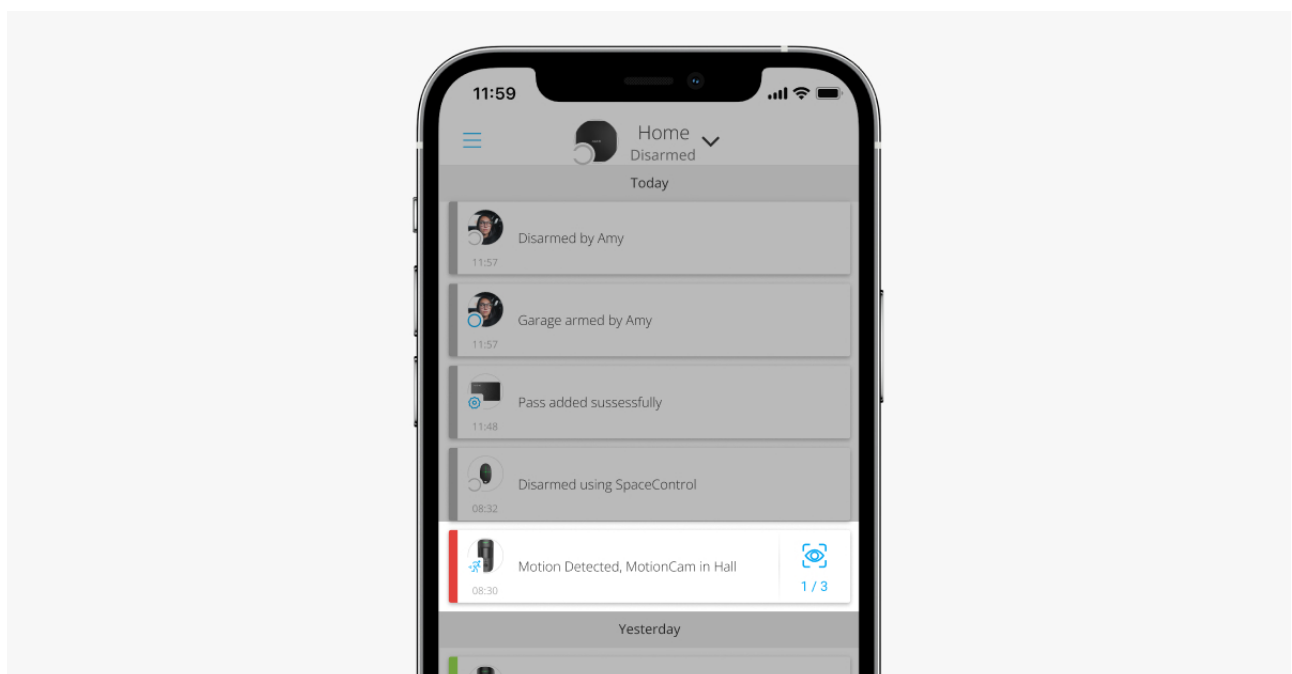 11:59
Home
Disarmed
Today
Disarmed by Amy
11:57
Garage armed by Amy
11:57
Pass added sussessfully
11:48
Disarmed using SpaceControl
08:32
Motion Detected, MotionCam in Hall
08:30
1 / 3
Yesterday